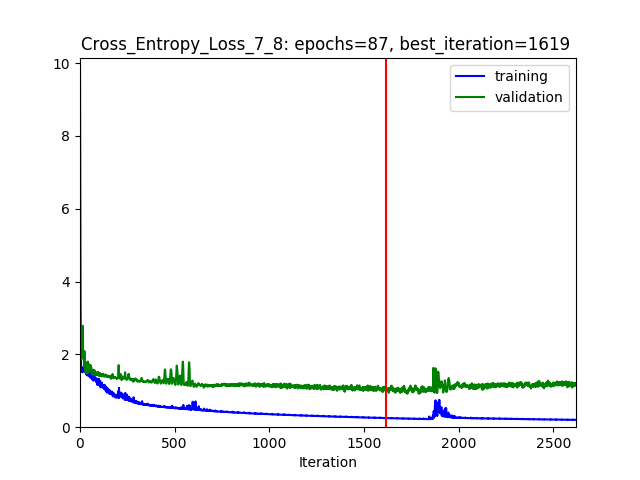 Cross_Entropy_Loss_7_8: epochs=87, best_iteration=1619
10
8
6
4
2
0
training
validation
0 500 1000 1500 2000 2500
Iteration